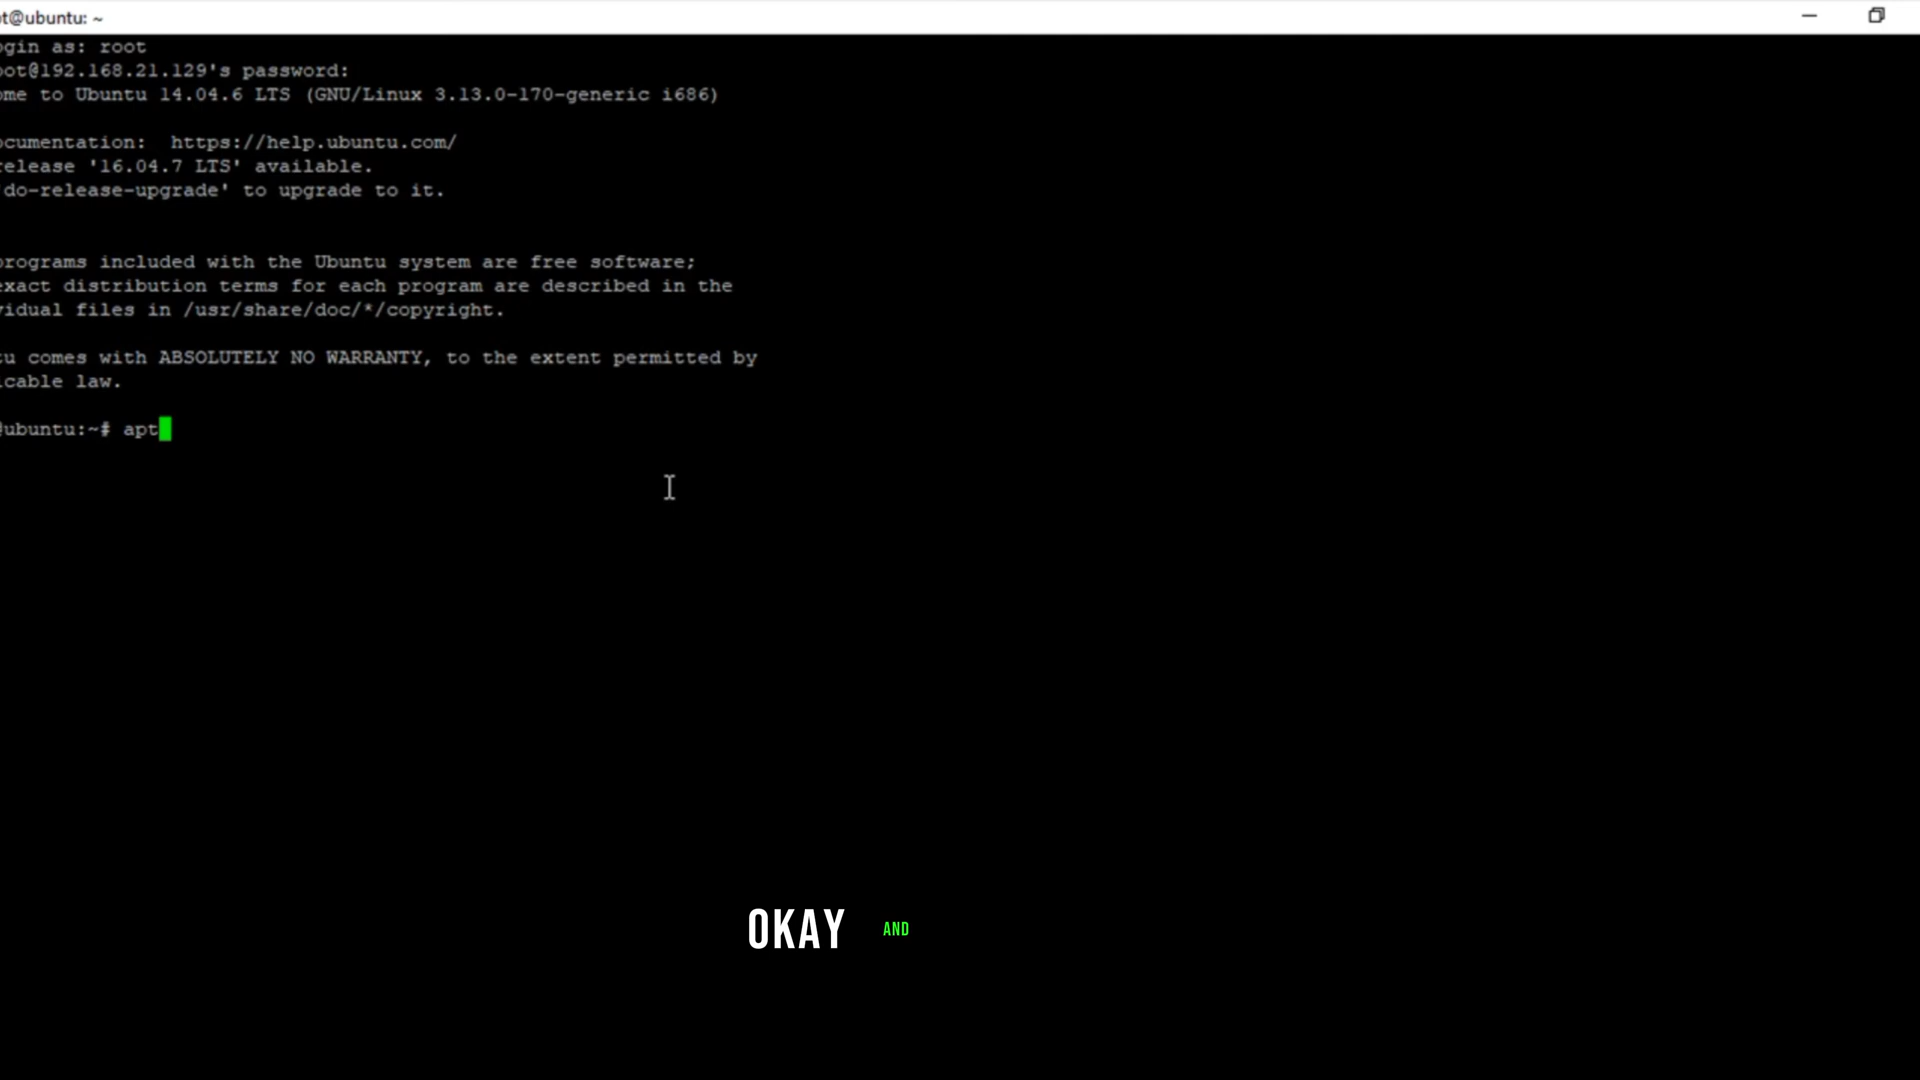 t@ubuntu: ~
ogin as: root
oot@192.168.21.129's password:
ome to Ubuntu 14.04.6 LTS (GNU/Linux 3.13.0-170-generic i686)
ocumentation:  https://help.ubuntu.com/
release '16.04.7 LTS' available.
'do-release-upgrade' to upgrade to it.
programs included with the Ubuntu system are free software;
exact distribution terms for each program are described in the
vidual files in /usr/share/doc/*/copyright.
tu comes with ABSOLUTELY NO WARRANTY, to the extent permitted by
icable law.
@ubuntu:~# apt
OKAY AND